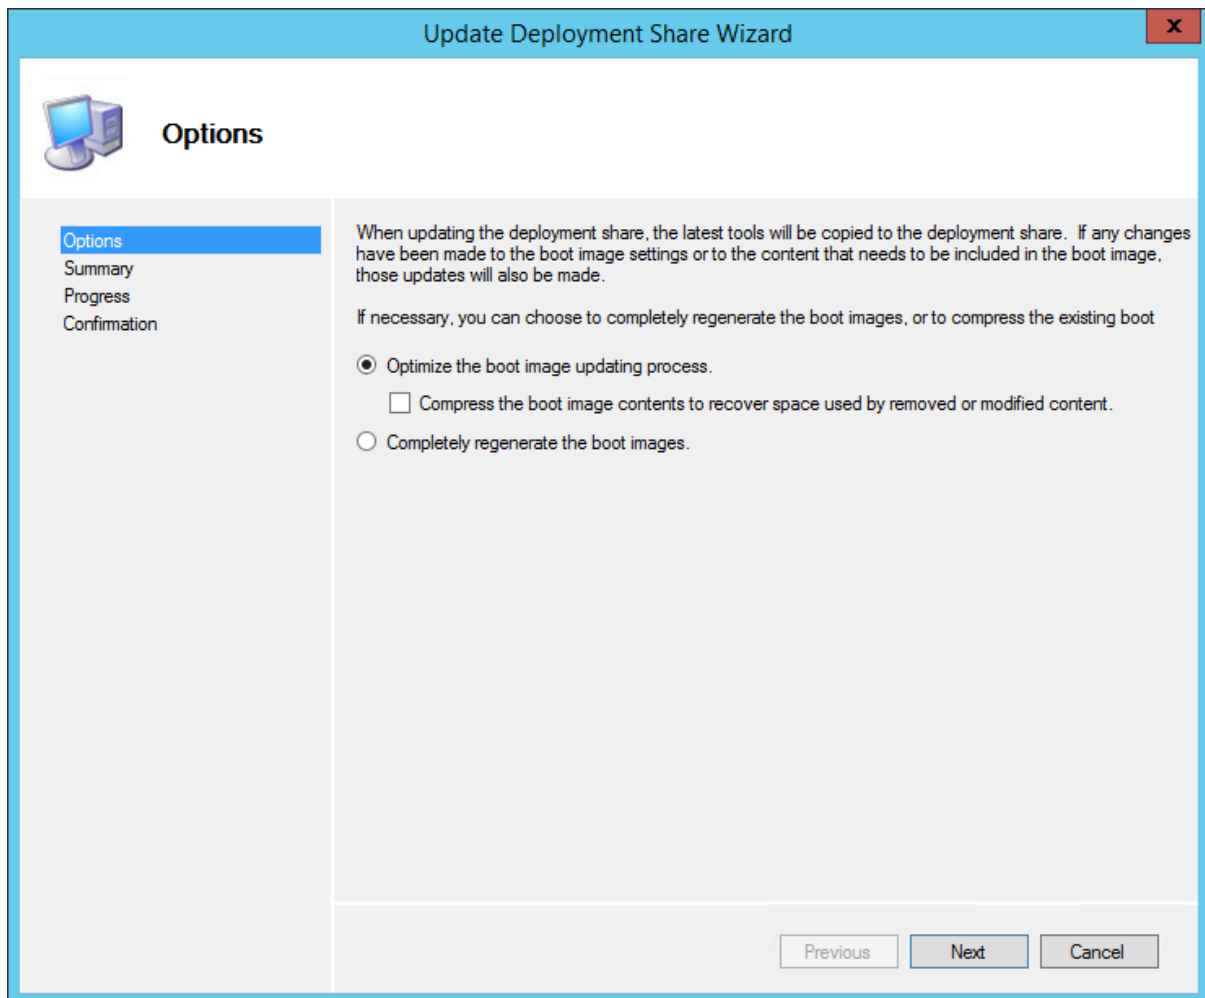 Update Deployment Share Wizard
x
Options
Options
Summary
Progress
Confirmation
When updating the deployment share, the latest tools will be copied to the deployment share.  If any changes
have been made to the boot image settings or to the content that needs to be included in the boot image,
those updates will also be made.
If necessary, you can choose to completely regenerate the boot images, or to compress the existing boot
Optimize the boot image updating process.
Compress the boot image contents to recover space used by removed or modified content.
Completely regenerate the boot images.
Previous
Next
Cancel